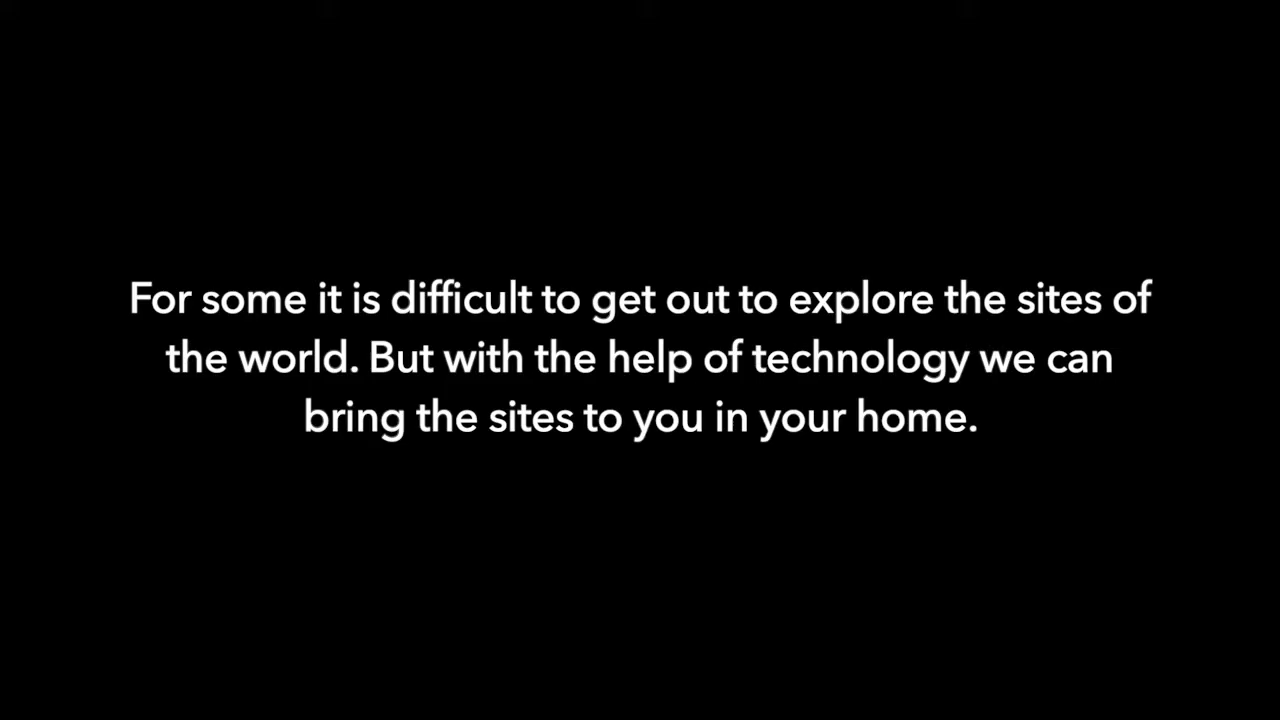 For some it is difficult to get out to explore the sites of
the world. But with the help of technology we can
bring the sites to you in your home.